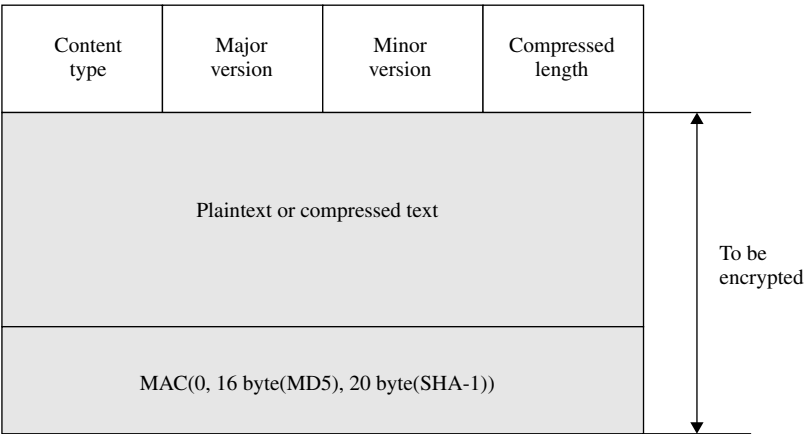 Content
type
Major
version
Minor
version
Compressed
length
Plaintext or compressed text
To be
encrypted
MAC(0, 16 byte(MD5), 20 byte(SHA-1))